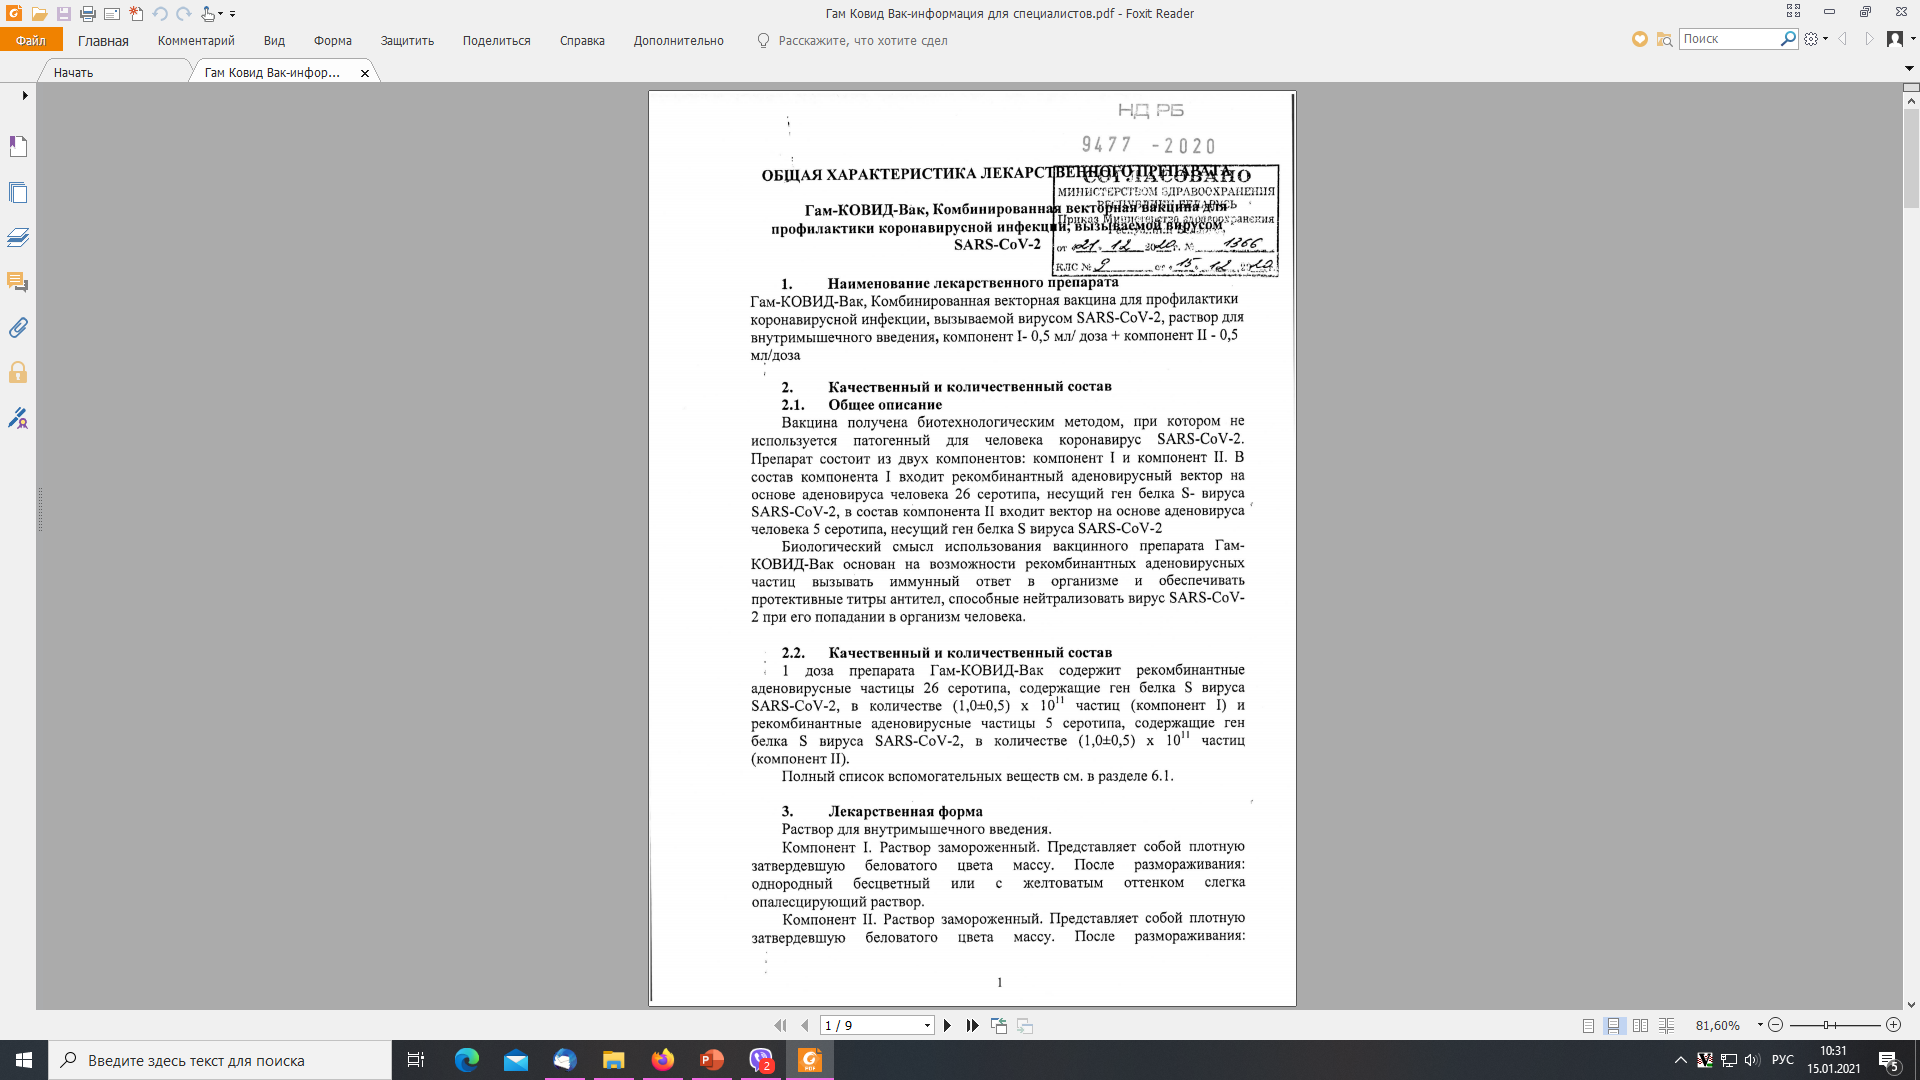 Гам Ковид Вак-информация для специалистов.pdf - Foxit Reader
Файл Главная Комментарий Вид Форма Защитить Поделиться Справка Дополнительно Расскажите, что хотите сдел Поиск
Начать Гам Ковид Вак-инфор...
НД РБ
9477 -2020
ОБЩАЯ ХАРАКТЕРИСТИКА ЛЕКАРСТВЕННОГО ПРЕПАРАТА
СОГЛАСОВАНО
МИНИСТЕРСТВОМ ЗДРАВООХРАНЕНИЯ
РЕСПУБЛИКИ БЕЛАРУСЬ
Приказ Министерства здравоохранения
Республики Беларусь
от «21» 12 2020г. № 1366
КЛС № 9 от «15» 12 2020
Гам-КОВИД-Вак, Комбинированная векторная вакцина для
профилактики коронавирусной инфекции, вызываемой вирусом
SARS-CoV-2
1. Наименование лекарственного препарата
Гам-КОВИД-Вак, Комбинированная векторная вакцина для профилактики
коронавирусной инфекции, вызываемой вирусом SARS-CoV-2, раствор для
внутримышечного введения, компонент I- 0,5 мл/ доза + компонент II - 0,5
мл/доза
2. Качественный и количественный состав
2.1. Общее описание
Вакцина получена биотехнологическим методом, при котором не
используется патогенный для человека коронавирус SARS-CoV-2.
Препарат состоит из двух компонентов: компонент I и компонент II. В
состав компонента I входит рекомбинантный аденовирусный вектор на
основе аденовируса человека 26 серотипа, несущий ген белка S- вируса
SARS-CoV-2, в состав компонента II входит вектор на основе аденовируса
человека 5 серотипа, несущий ген белка S вируса SARS-CoV-2
Биологический смысл использования вакцинного препарата Гам-
КОВИД-Вак основан на возможности рекомбинантных аденовирусных
частиц вызывать иммунный ответ в организме и обеспечивать
протективные титры антител, способные нейтрализовать вирус SARS-CoV-
2 при его попадании в организм человека.
2.2. Качественный и количественный состав
1 доза препарата Гам-КОВИД-Вак содержит рекомбинантные
аденовирусные частицы 26 серотипа, содержащие ген белка S вируса
SARS-CoV-2, в количестве (1,0±0,5) х 10¹¹ частиц (компонент I) и
рекомбинантные аденовирусные частицы 5 серотипа, содержащие ген
белка S вируса SARS-CoV-2, в количестве (1,0±0,5) х 10¹¹ частиц
(компонент II).
Полный список вспомогательных веществ см. в разделе 6.1.
3. Лекарственная форма
Раствор для внутримышечного введения.
Компонент I. Раствор замороженный. Представляет собой плотную
затвердевшую беловатого цвета массу. После размораживания:
однородный бесцветный или с желтоватым оттенком слегка
опалесцирующий раствор.
Компонент II. Раствор замороженный. Представляет собой плотную
затвердевшую беловатого цвета массу. После размораживания:
1
1 / 9 81,60%
Введите здесь текст для поиска 2 РУС 10:31
15.01.2021 5